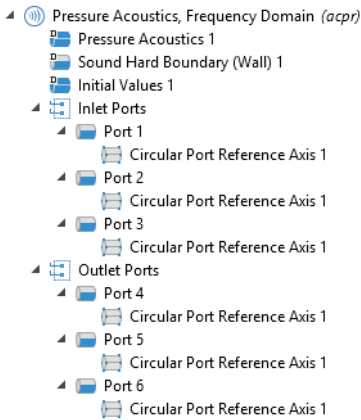 Pressure Acoustics, Frequency Domain (acpr)
Pressure Acoustics 1
Sound Hard Boundary (Wall) 1
Initial Values 1
Inlet Ports
Port 1
Circular Port Reference Axis 1
Port 2
Circular Port Reference Axis 1
Port 3
Circular Port Reference Axis 1
Outlet Ports
Port 4
Circular Port Reference Axis 1
Port 5
Circular Port Reference Axis 1
Port 6
Circular Port Reference Axis 1